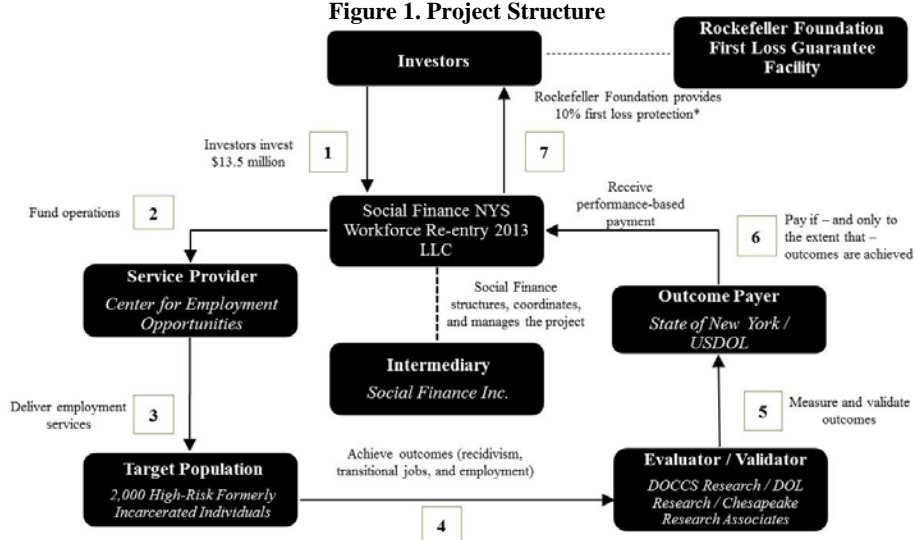 Figure 1. Project Structure
Investors
Rockefeller Foundation
First Loss Guarantee
Facility
Rockefeller Foundation provides
10% first loss protection*
Investors invest
$13.5 million
1
7
Fund operations
2
Social Finance NYS
Workforce Re-entry 2013
LLC
Receive
performance-based
payment
6
Pay if – and only to
the extent that –
outcomes are achieved
Service Provider
Center for Employment
Opportunities
Social Finance
structures, coordinates,
and manages the project
Outcome Payer
State of New York /
USDOL
Intermediary
Social Finance Inc.
Deliver employment
services
3
5
Measure and validate
outcomes
Target Population
2,000 High-Risk Formerly
Incarcerated Individuals
Achieve outcomes (recidivism,
transitional jobs, and employment)
4
Evaluator / Validator
DOCCS Research / DOL
Research / Chesapeake
Research Associates